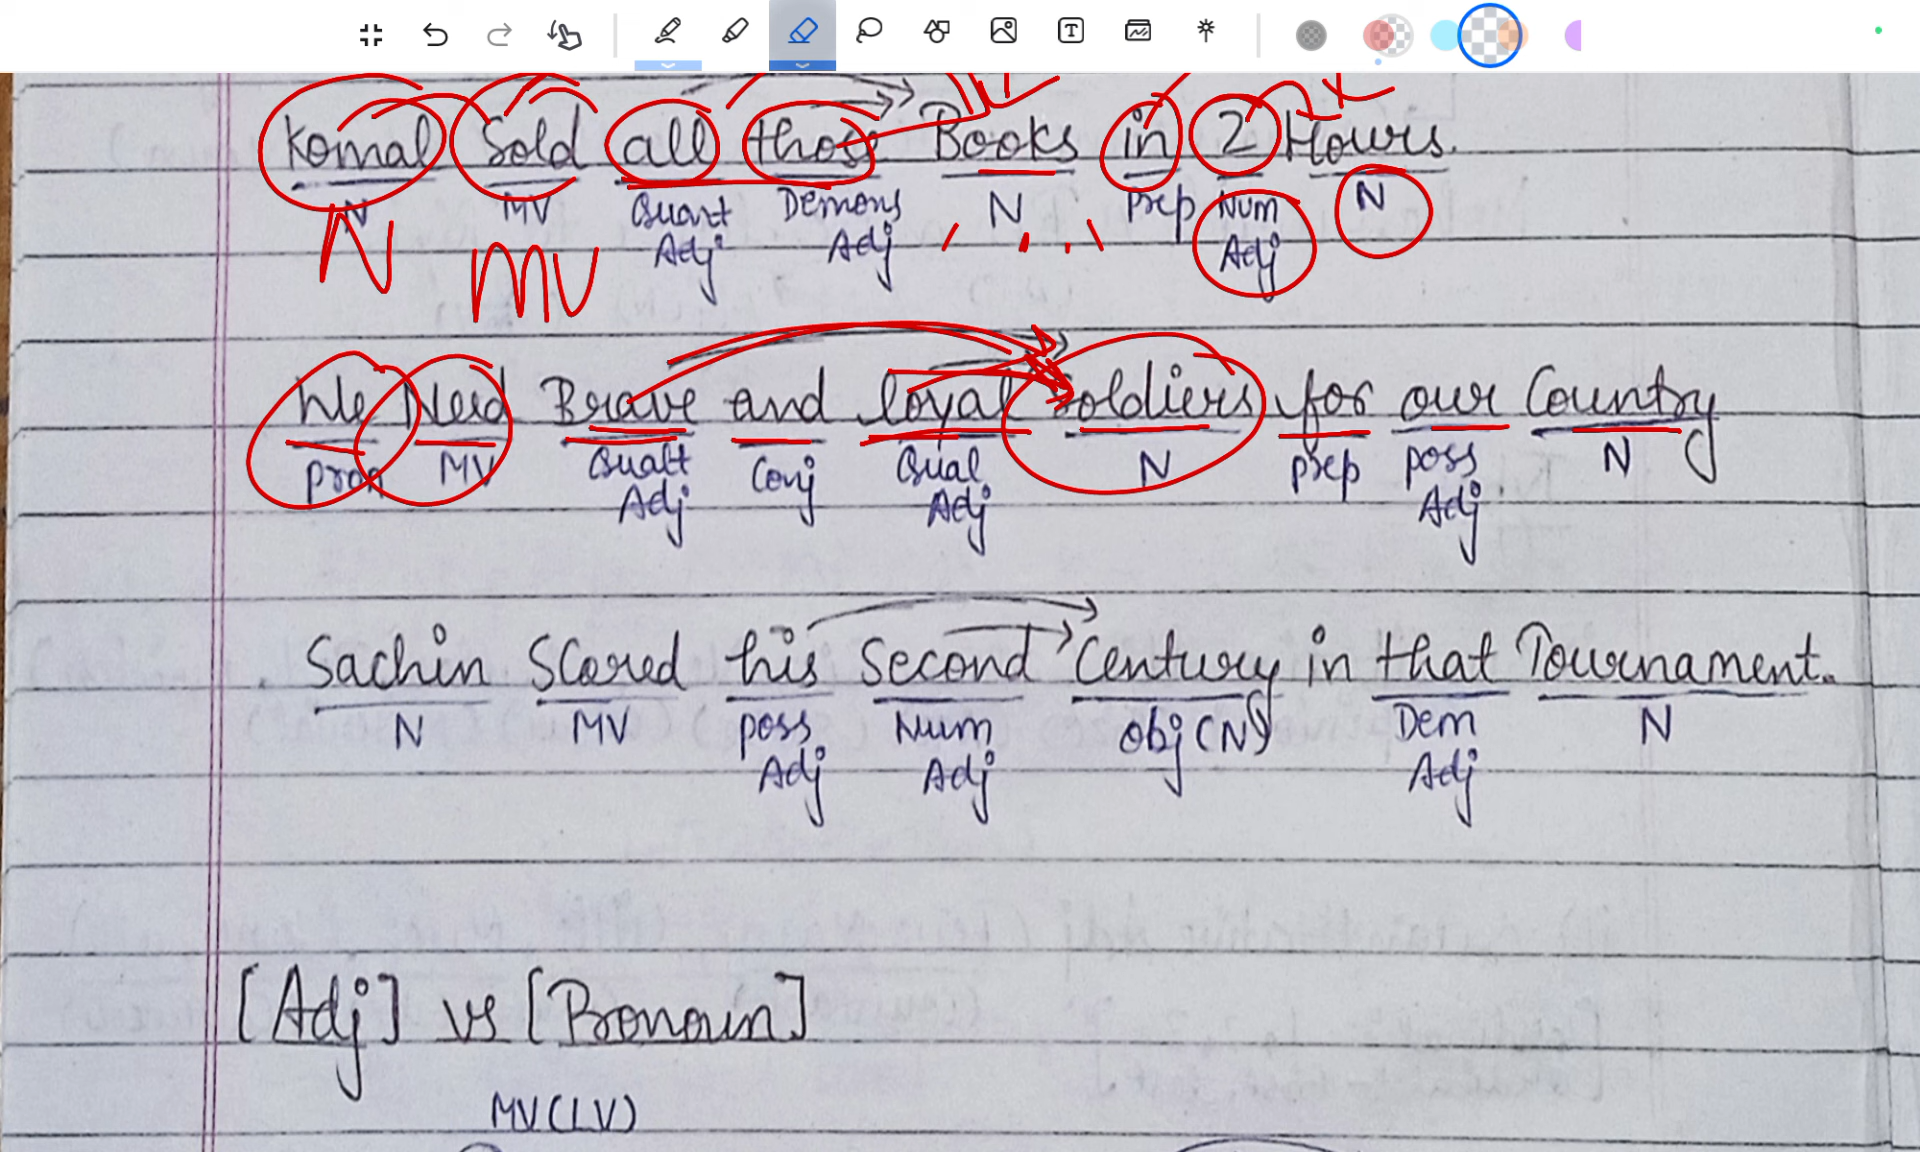 Komal Sold all those Books in 2 Hours.
N MV Quant Adj Demons Adj N Prep Num Adj N
N MV
We Need Brave and loyal Soldiers for our Country
Pron MV Qualt Adj Conj Qual Adj N Prep Poss Adj N
Sachin Scored his Second Century in that Tournament.
N MV Poss Adj Num Adj obj (N) Dem Adj N
[Adj] vs [Pronoun]
MV (LV)